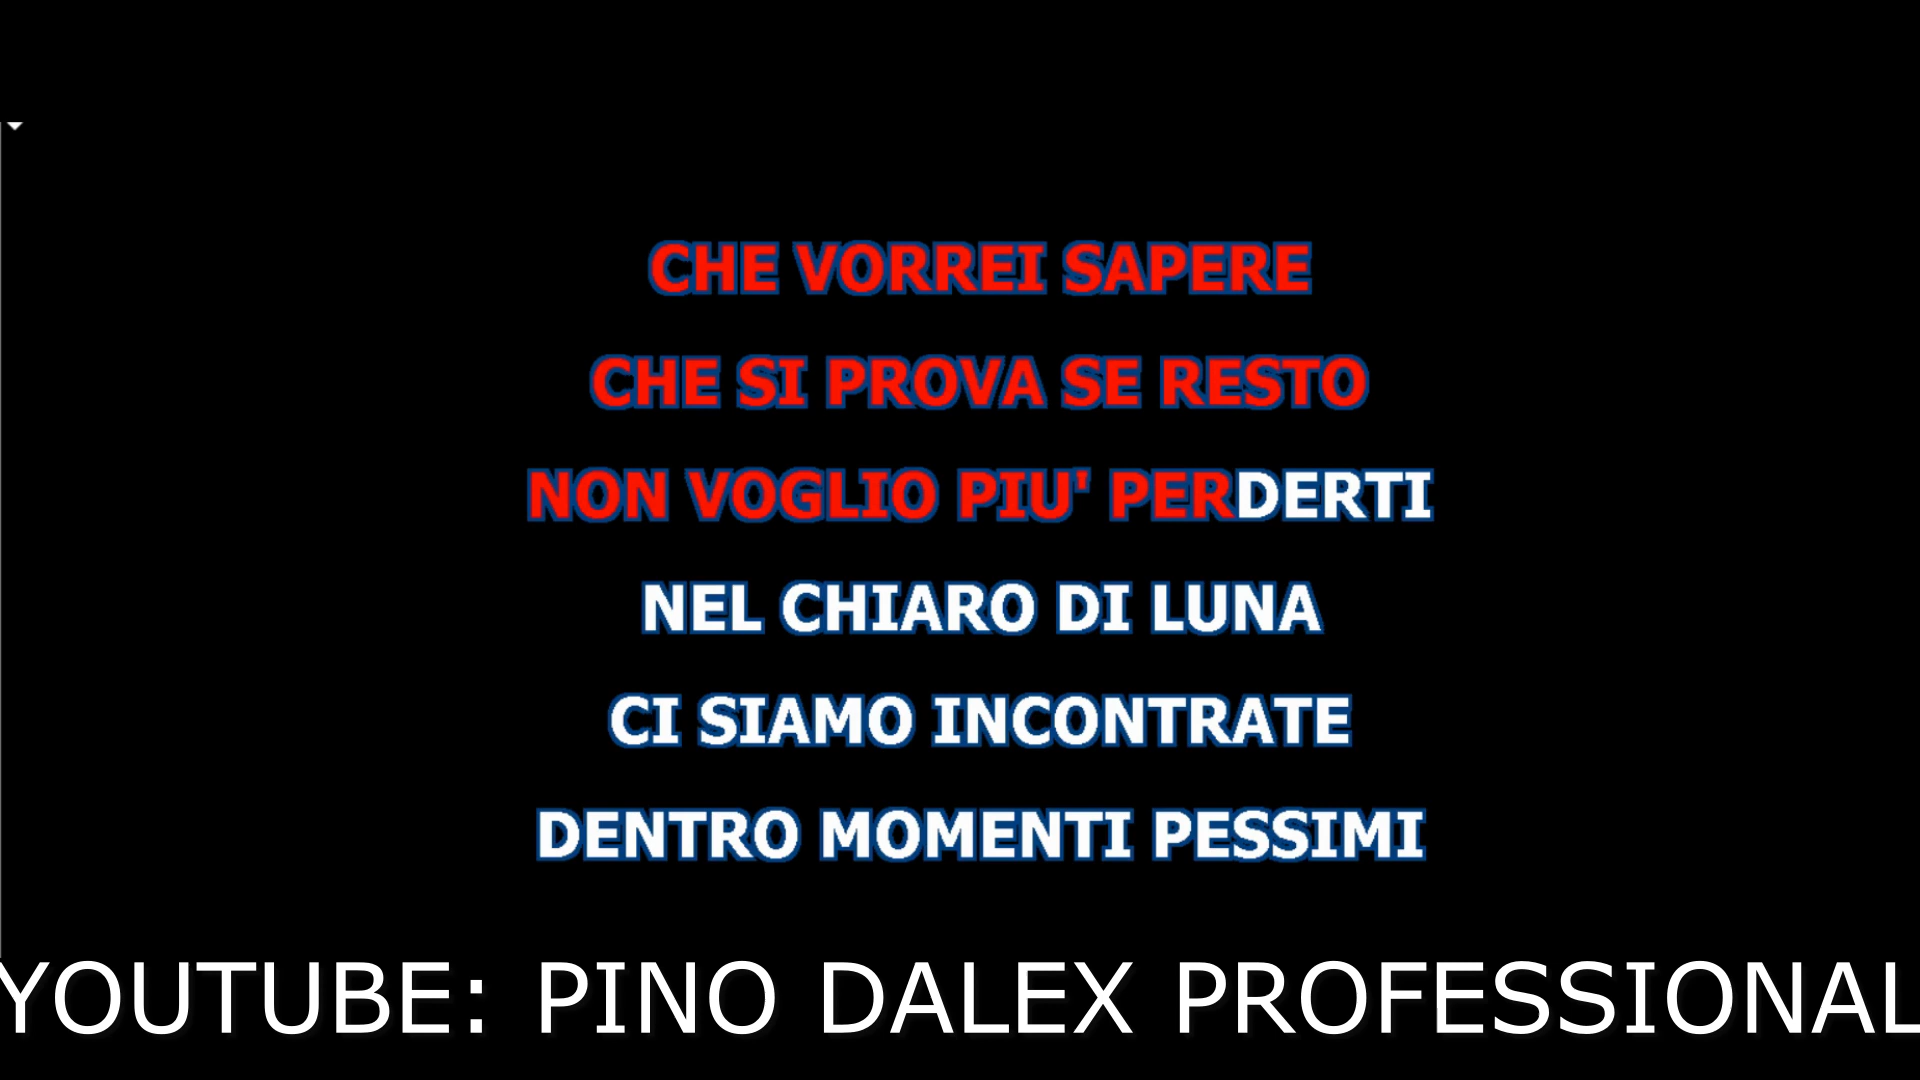 CHE VORREI SAPERE
CHE SI PROVA SE RESTO
NON VOGLIO PIU' PERDERTI
NEL CHIARO DI LUNA
CI SIAMO INCONTRATE
DENTRO MOMENTI PESSIMI
YOUTUBE: PINO DALEX PROFESSIONAL